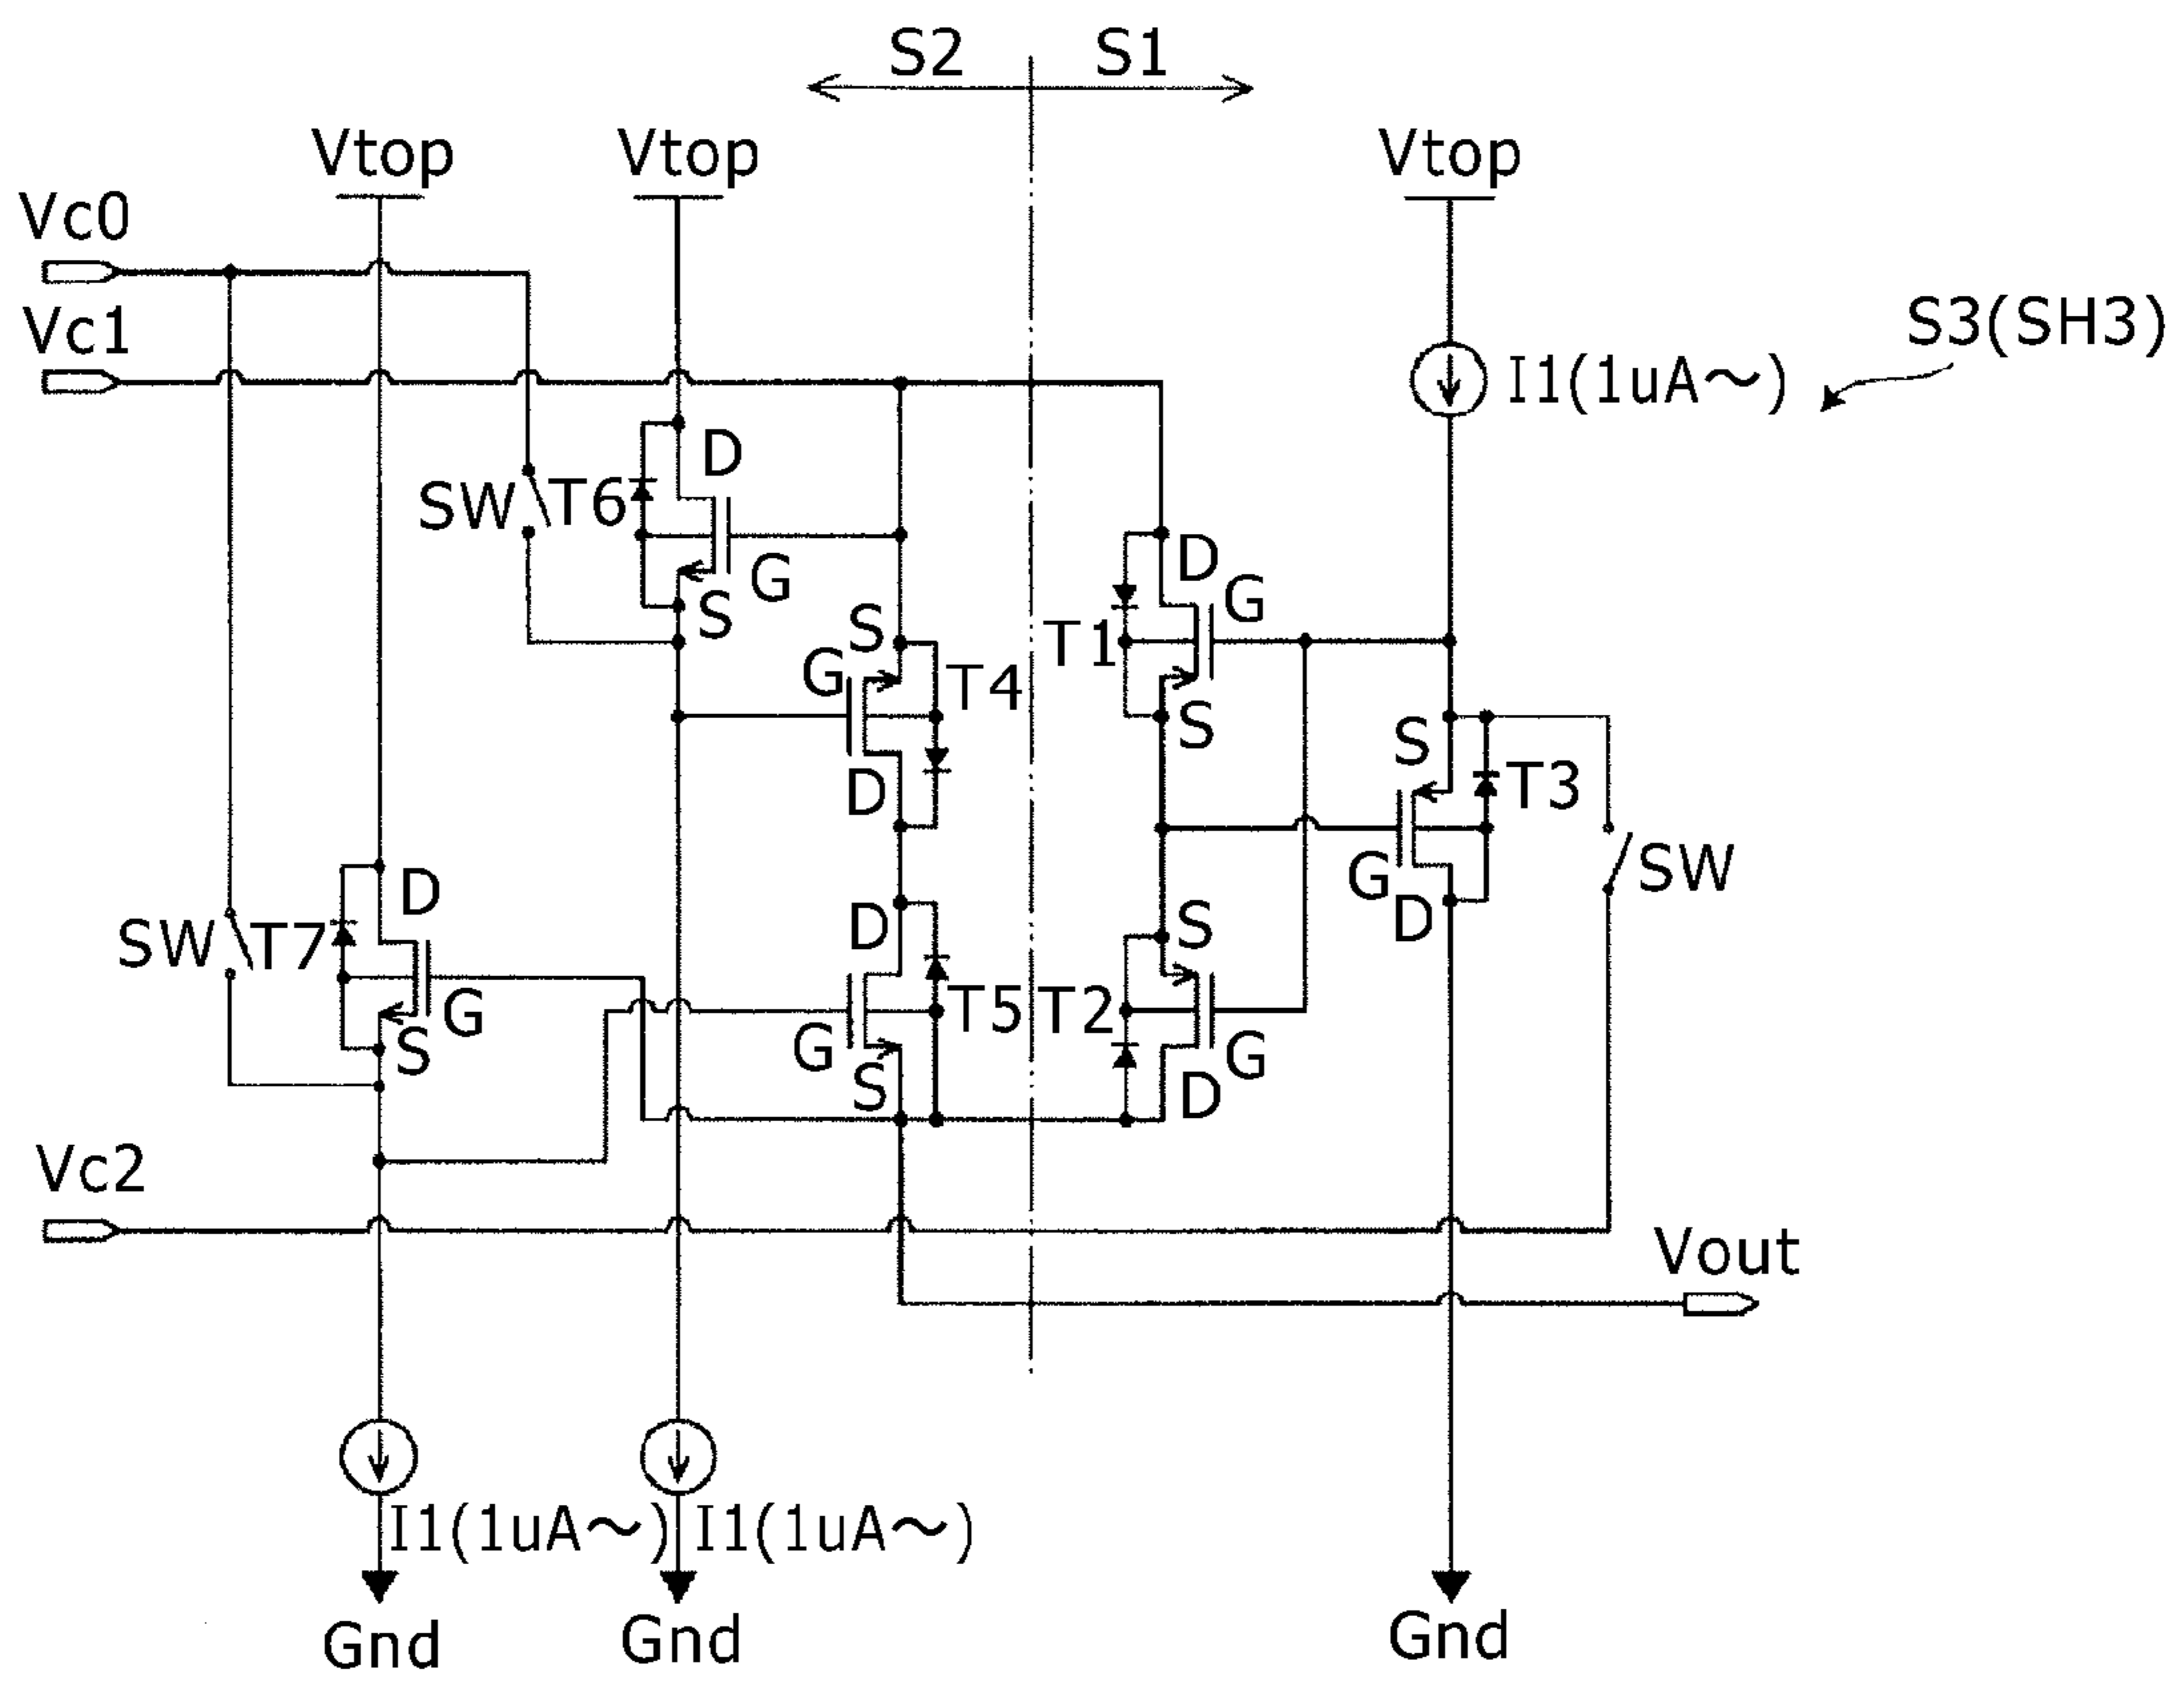 S2 S1
Vtop Vtop Vtop
Vc0
Vc1
S3(SH3)
I1(1uA～)
D
SW T6
G
S
D
G
T1
S
S
G
T4
D
S
T3
G
D
SW
D
SW T7
G
S
D
T5
G
S
S
T2
G
D
Vc2
Vout
I1(1uA～) I1(1uA～)
Gnd Gnd Gnd